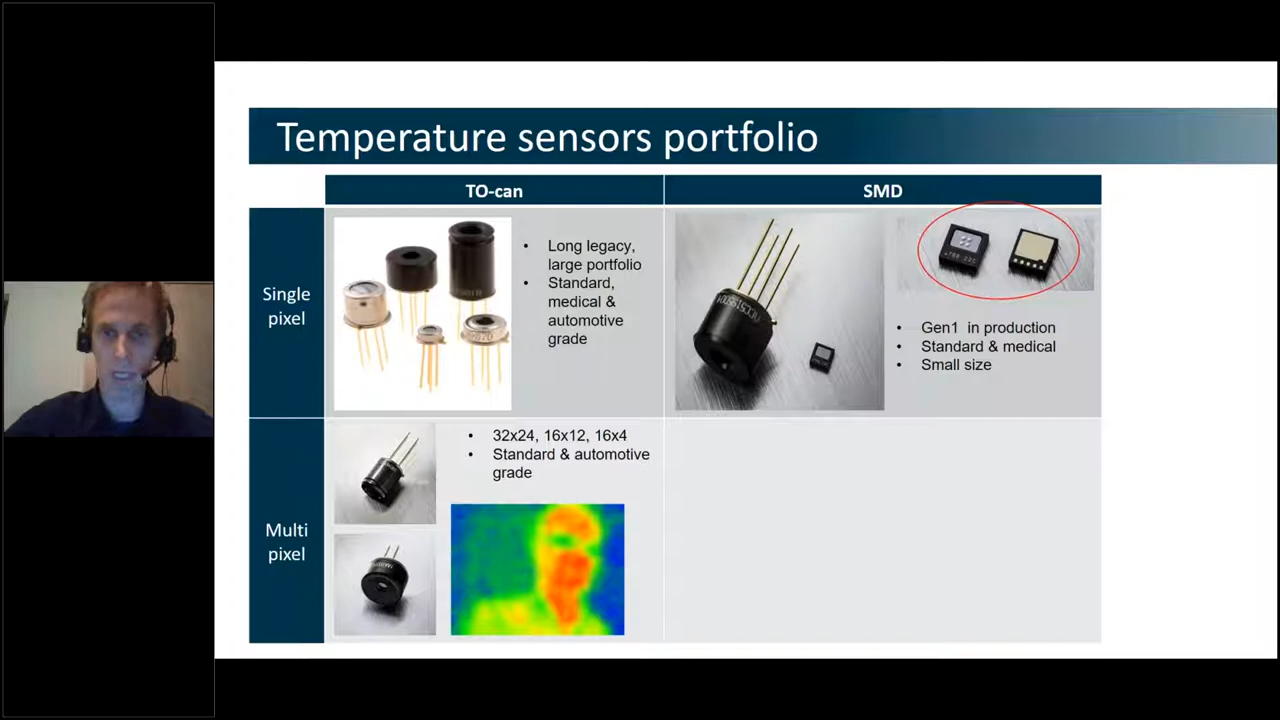 Temperature sensors portfolio
TO-can
SMD
Single
pixel
• Long legacy,
large portfolio
• Standard,
medical &
automotive
grade
• Gen1 in production
• Standard & medical
• Small size
Multi
pixel
• 32x24, 16x12, 16x4
• Standard & automotive
grade